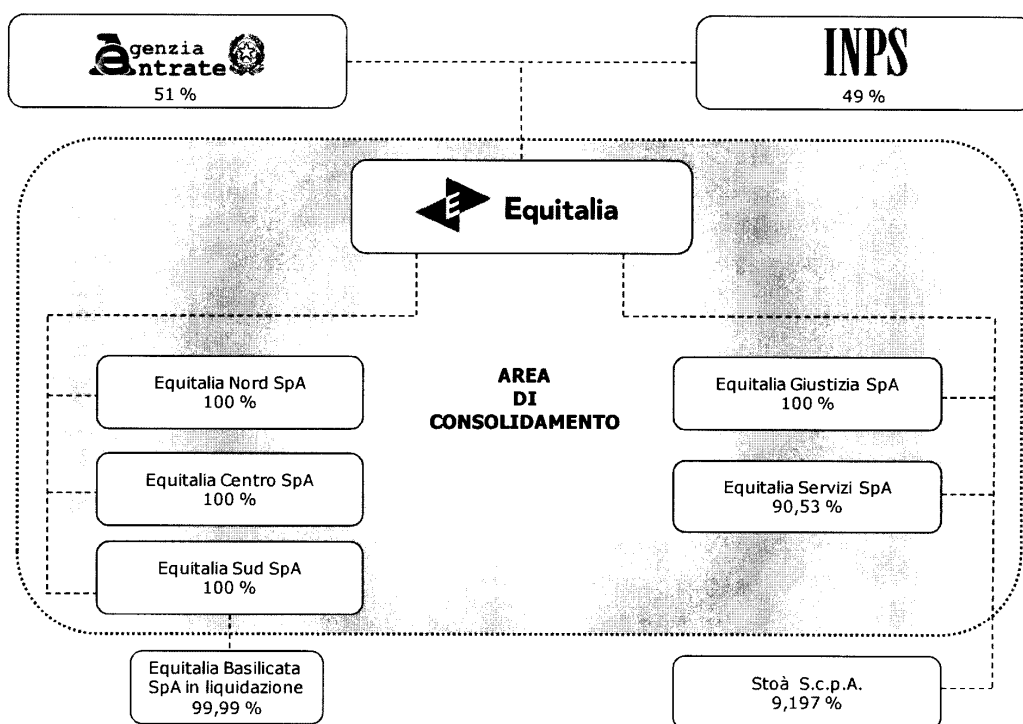 Agenzia
Entrate
51 %
INPS
49 %
E
Equitalia
Equitalia Nord SpA
100 %
Equitalia Centro SpA
100 %
Equitalia Sud SpA
100 %
AREA
DI
CONSOLIDAMENTO
Equitalia Giustizia SpA
100 %
Equitalia Servizi SpA
90,53 %
Equitalia Basilicata
SpA in liquidazione
99,99 %
Stoà S.c.p.A.
9,197 %